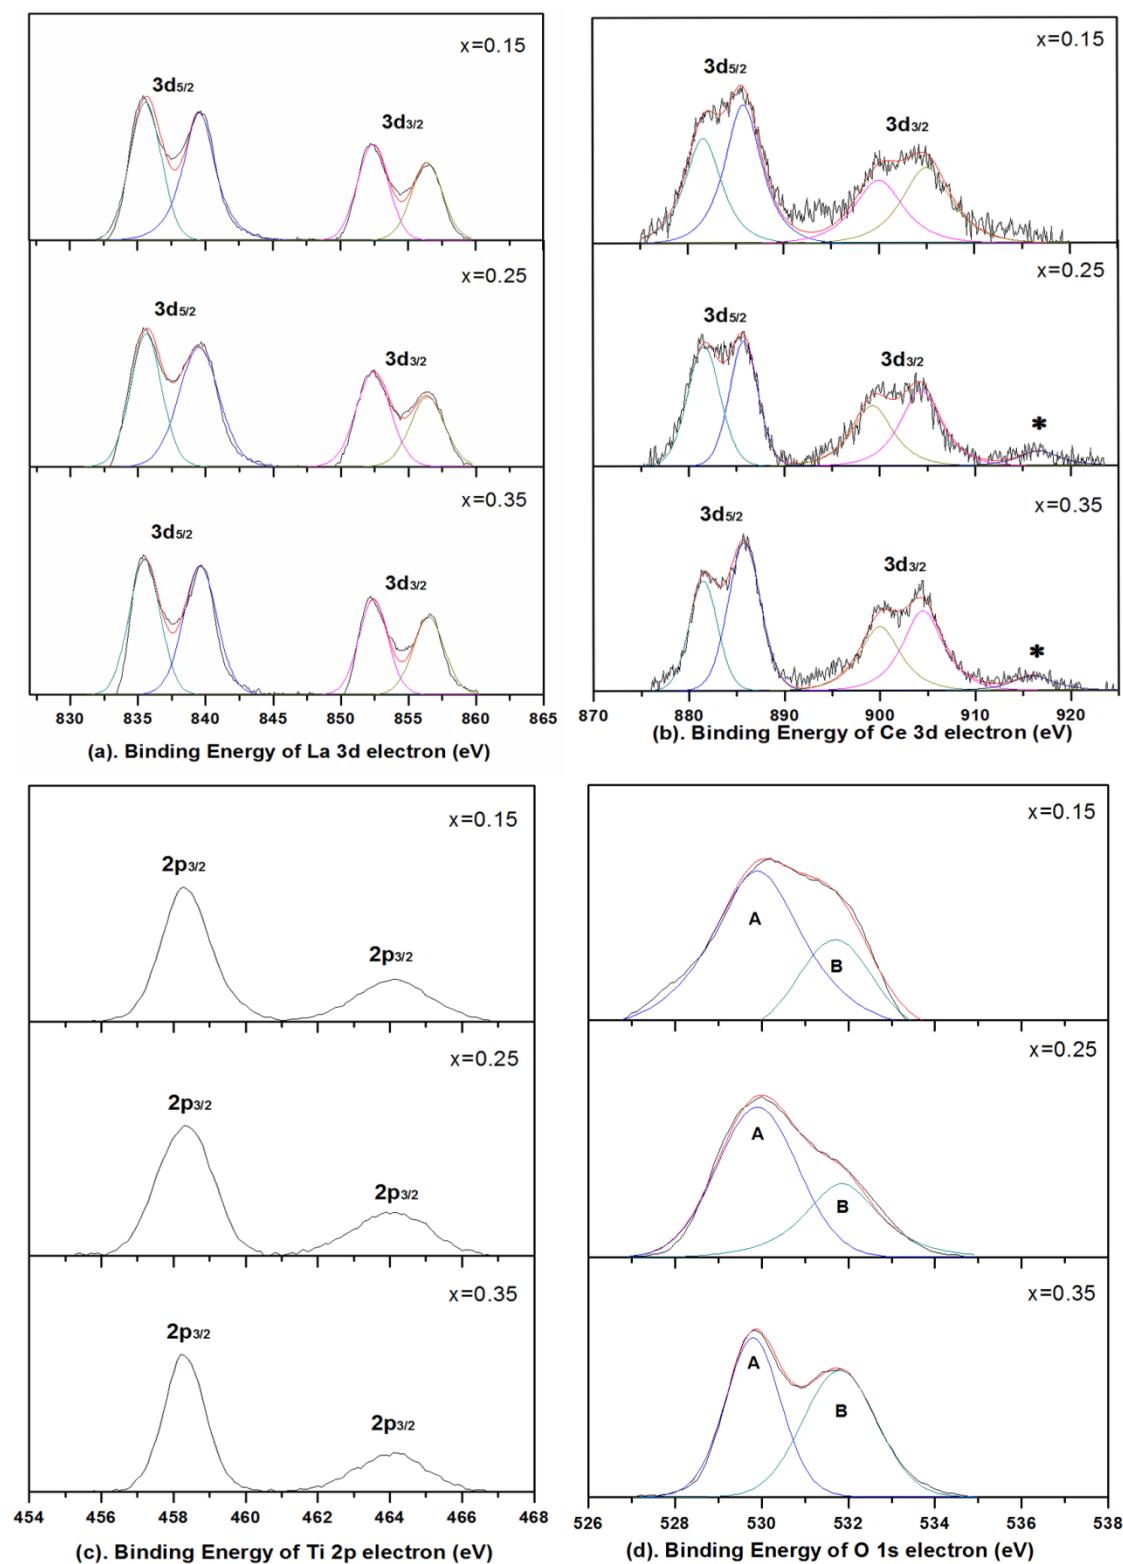 x=0.15
3d5/2
3d3/2
x=0.25
3d5/2
3d3/2
x=0.35
3d5/2
3d3/2
830 835 840 845 850 855 860 865
(a). Binding Energy of La 3d electron (eV)
x=0.15
3d5/2
3d3/2
x=0.25
3d5/2
3d3/2
*
x=0.35
3d5/2
3d3/2
*
870 880 890 900 910 920
(b). Binding Energy of Ce 3d electron (eV)
x=0.15
2p3/2
2p3/2
x=0.25
2p3/2
2p3/2
x=0.35
2p3/2
2p3/2
454 456 458 460 462 464 466 468
(c). Binding Energy of Ti 2p electron (eV)
x=0.15
A
B
x=0.25
A
B
x=0.35
A
B
526 528 530 532 534 536 538
(d). Binding Energy of O 1s electron (eV)